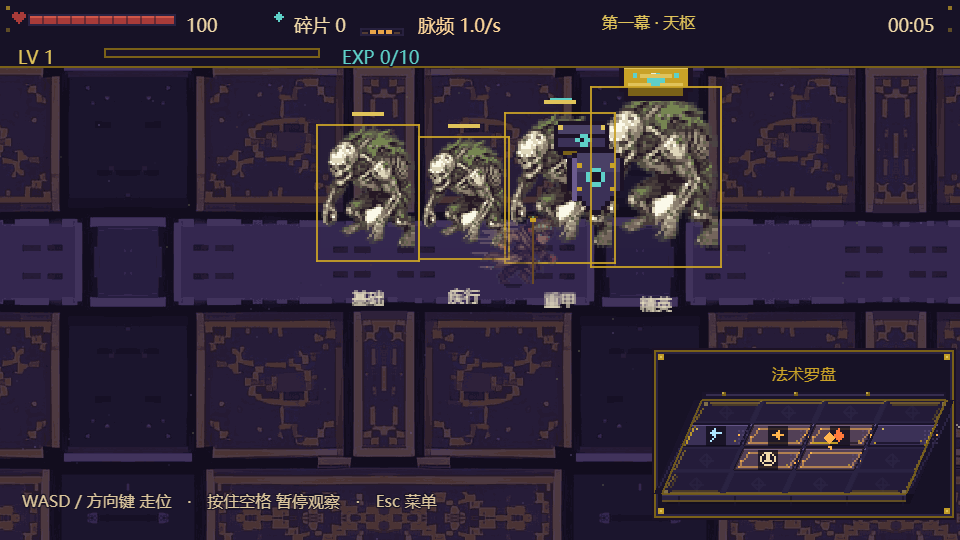 100
碎片 0
脉频 1.0/s
第一幕 · 天枢
00:05
LV 1
EXP 0/10
基础
疾行
重甲
精英
法术罗盘
WASD / 方向键 走位 · 按住空格 暂停观察 · Esc 菜单